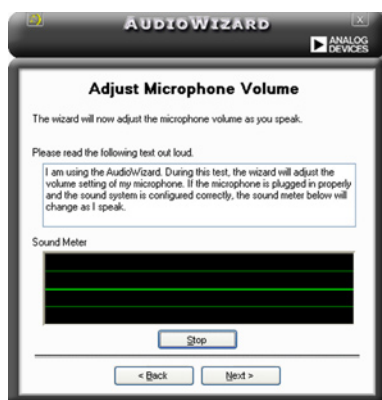 AUDIOWIZARD
ANALOG
DEVICES
Adjust Microphone Volume
The wizard will now adjust the microphone volume as you speak.
Please read the following text out loud.
I am using the AudioWizard. During this test, the wizard will adjust the
volume setting of my microphone. If the microphone is plugged in properly
and the sound system is configured correctly, the sound meter below will
change as I speak.
Sound Meter
Stop
< Back
Next >